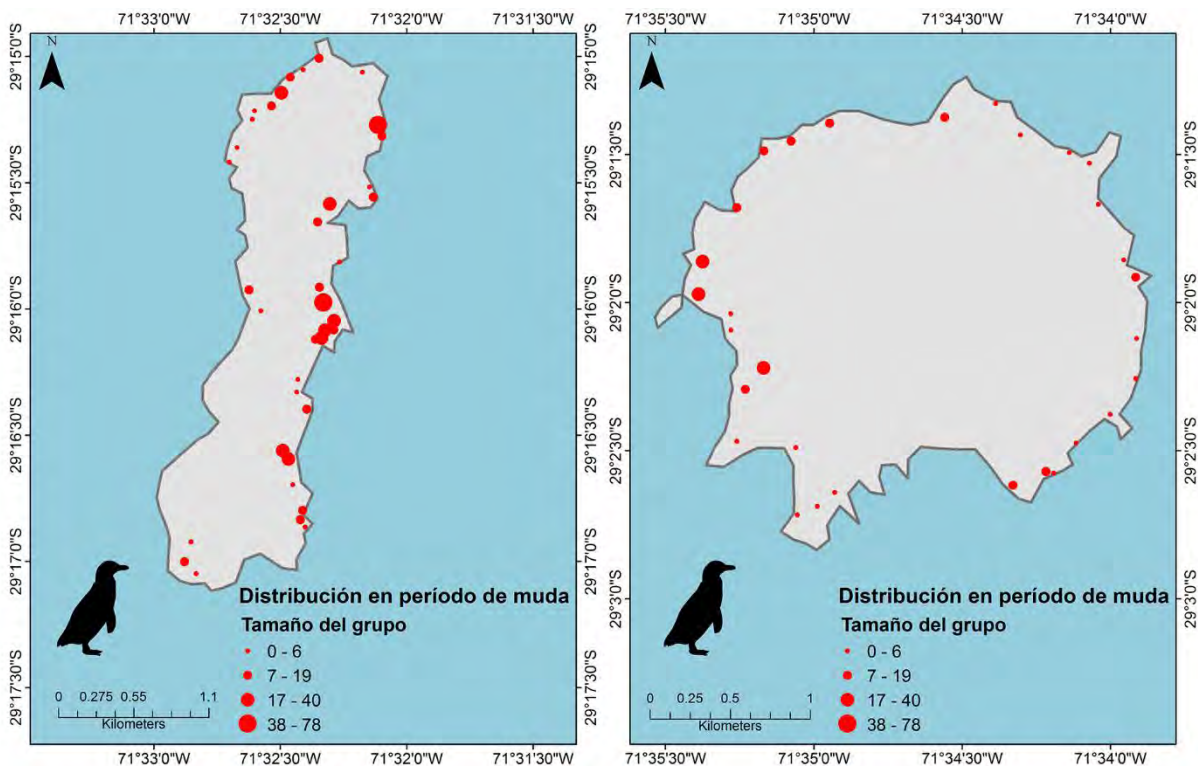 71°33'0"W 71°32'30"W 71°32'0"W 71°31'30"W
71°35'30"W 71°35'0"W 71°34'30"W 71°34'0"W
N
29°15'0"S 29°15'0"S
29°15'30"S 29°15'30"S
29°16'0"S 29°16'0"S
29°16'30"S 29°16'30"S
29°17'0"S 29°17'0"S
29°17'30"S 29°17'30"S
Distribución en período de muda
Tamaño del grupo
0 - 6
7 - 19
17 - 40
38 - 78
0 0.275 0.55 1.1
Kilometers
71°33'0"W 71°32'30"W 71°32'0"W 71°31'30"W
N
29°1'30"S 29°1'30"S
29°2'0"S 29°2'0"S
29°2'30"S 29°2'30"S
29°3'0"S 29°3'0"S
Distribución en período de muda
Tamaño del grupo
0 - 6
7 - 19
17 - 40
38 - 78
0 0.25 0.5 1
Kilometers
71°35'30"W 71°35'0"W 71°34'30"W 71°34'0"W